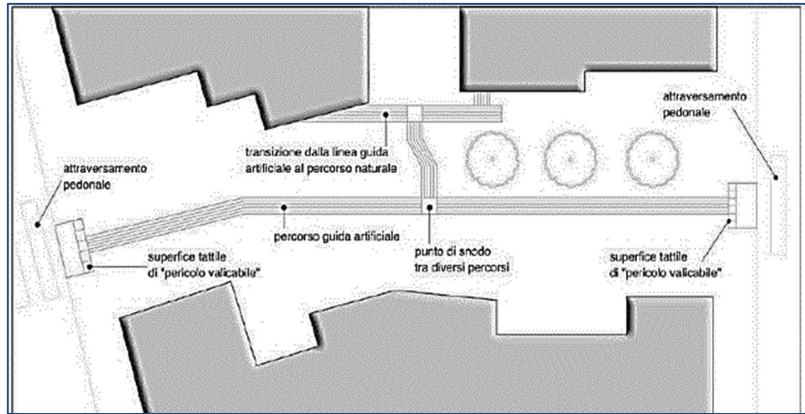 attraversamento
pedonale
transizione dalla linea guida
artificiale al percorso naturale
attraversamento
pedonale
percorso guida artificiale
punto di snodo
tra diversi percorsi
superfice tattile
di "pericolo valicabile"
superfice tattile
di "pericolo valicabile"